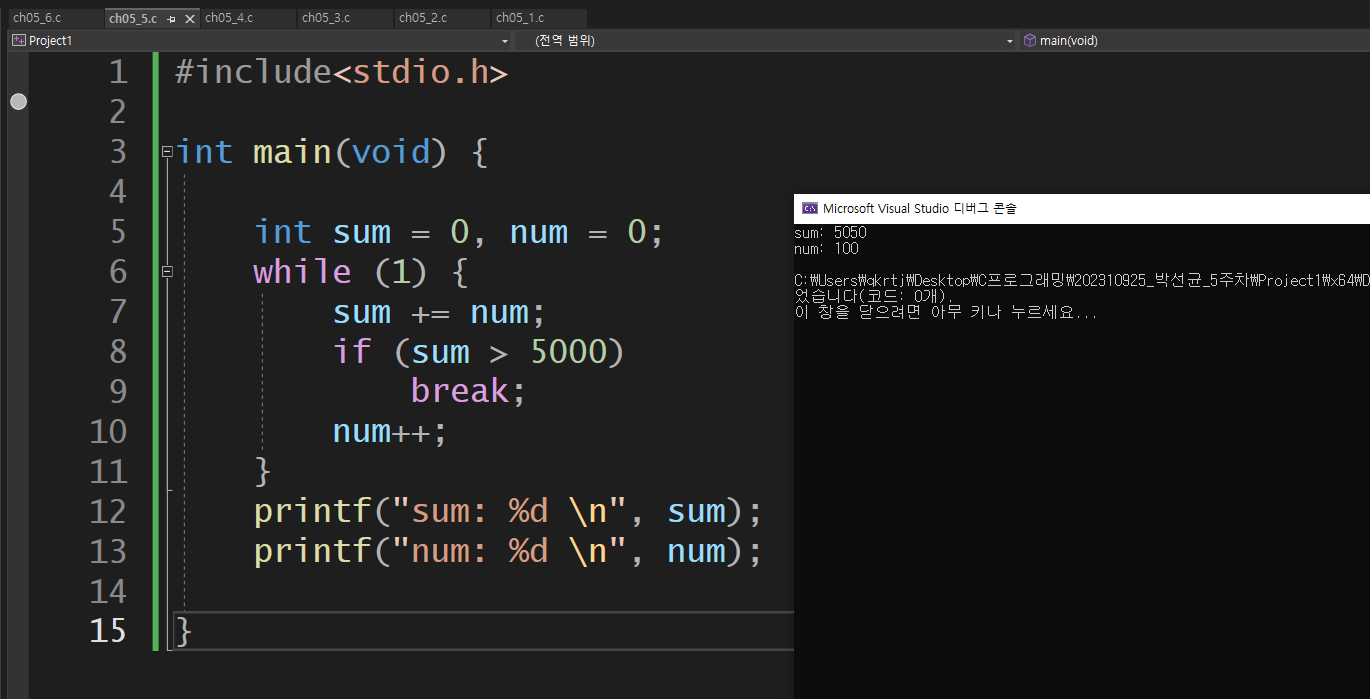 ch05_6.c ch05_5.c ch05_4.c ch05_3.c ch05_2.c ch05_1.c
Project1 (전역 범위) main(void)
1 #include<stdio.h>
2
3 int main(void) {
4
5 int sum = 0, num = 0;
6 while (1) {
7 sum += num;
8 if (sum > 5000)
9 break;
10 num++;
11 }
12 printf("sum: %d \n", sum);
13 printf("num: %d \n", num);
14
15 }
Microsoft Visual Studio 디버그 콘솔
sum: 5050
num: 100
C:₩Users₩qkrtj₩Desktop₩C프로그래밍₩202310925_박선균_5주차₩Project1₩x64₩D
었습니다(코드: 0개).
이 창을 닫으려면 아무 키나 누르세요...